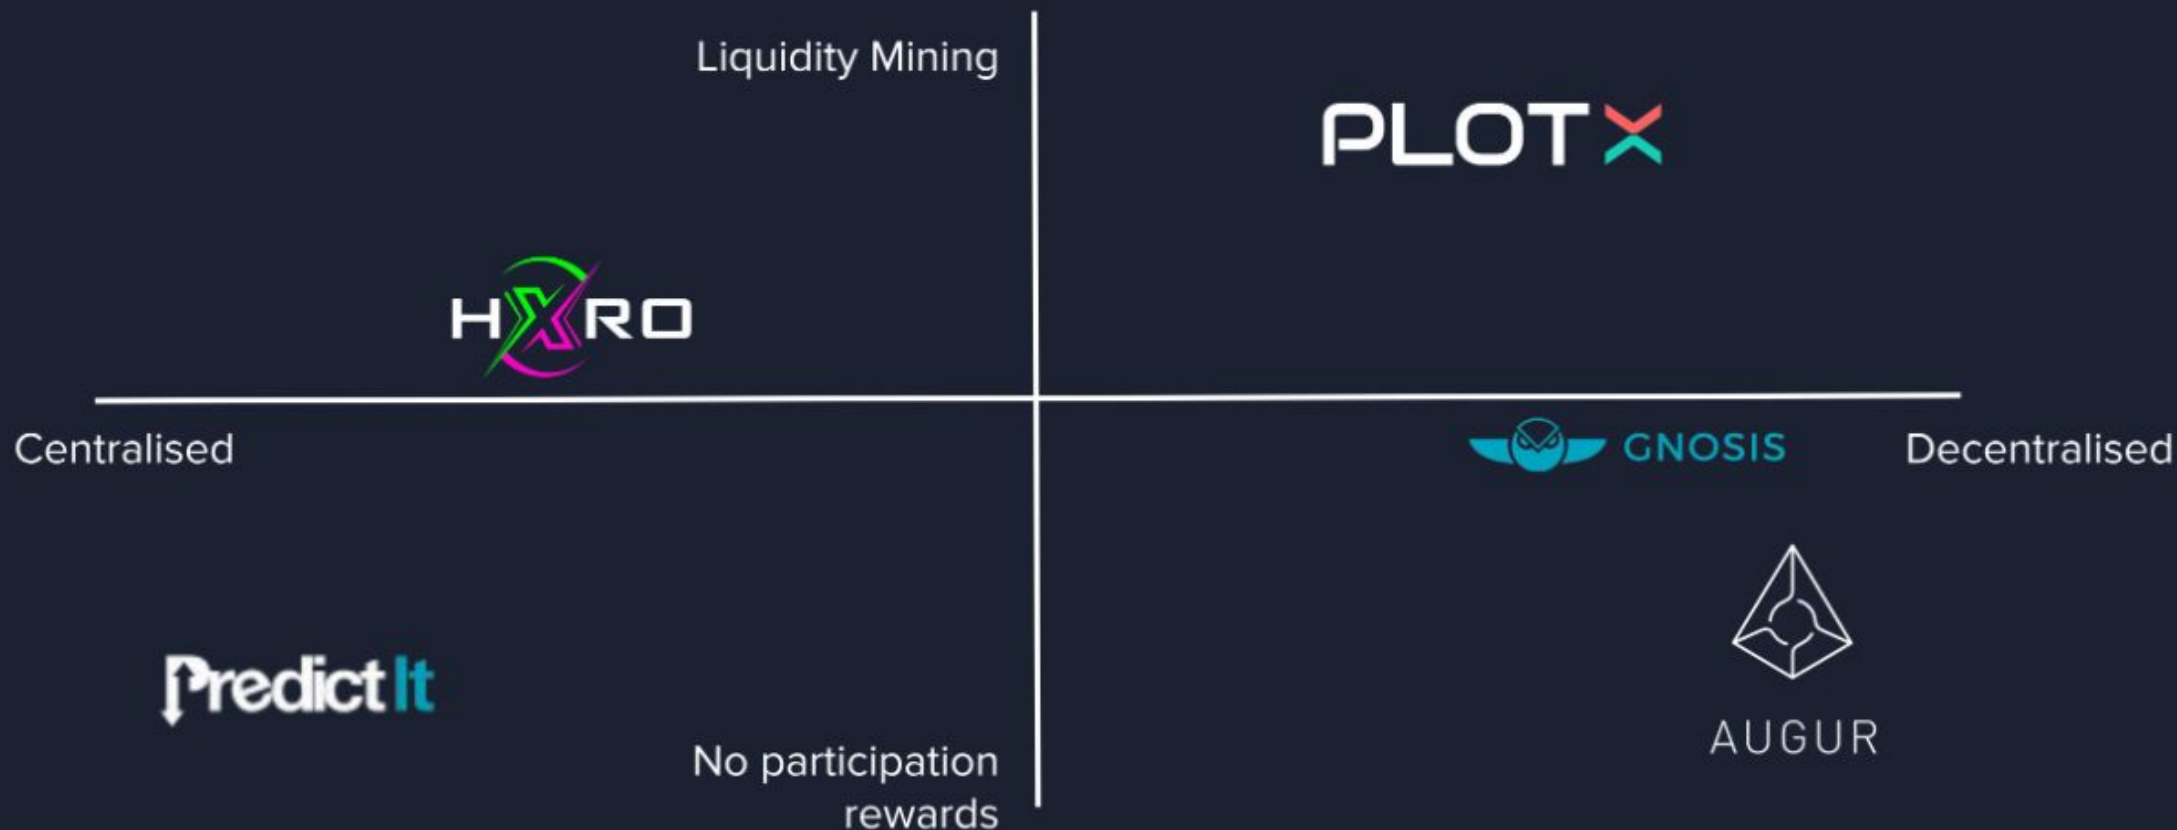 Liquidity Mining
PLOTX
HXRO
Centralised
GNOSIS
Decentralised
PredictIt
AUGUR
No participation
rewards